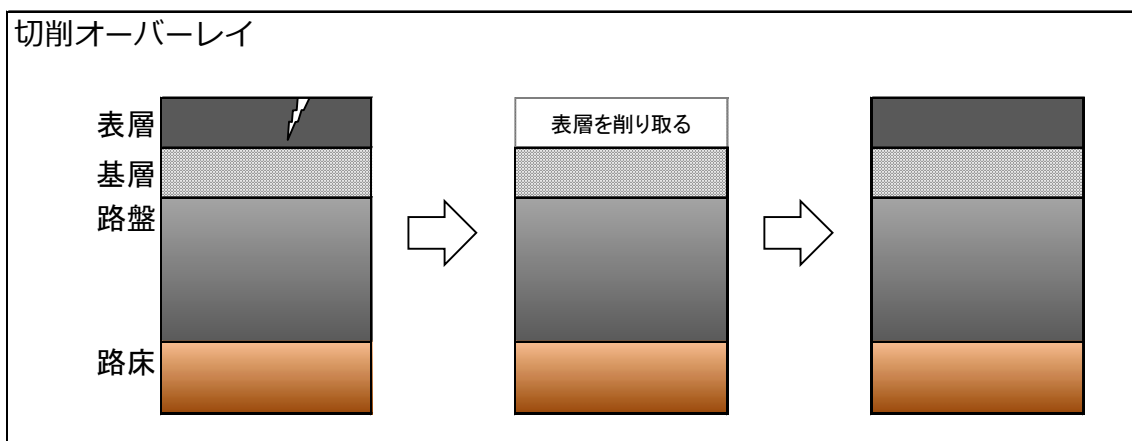 切削オーバーレイ
表層
基層
路盤
路床
表層を削り取る